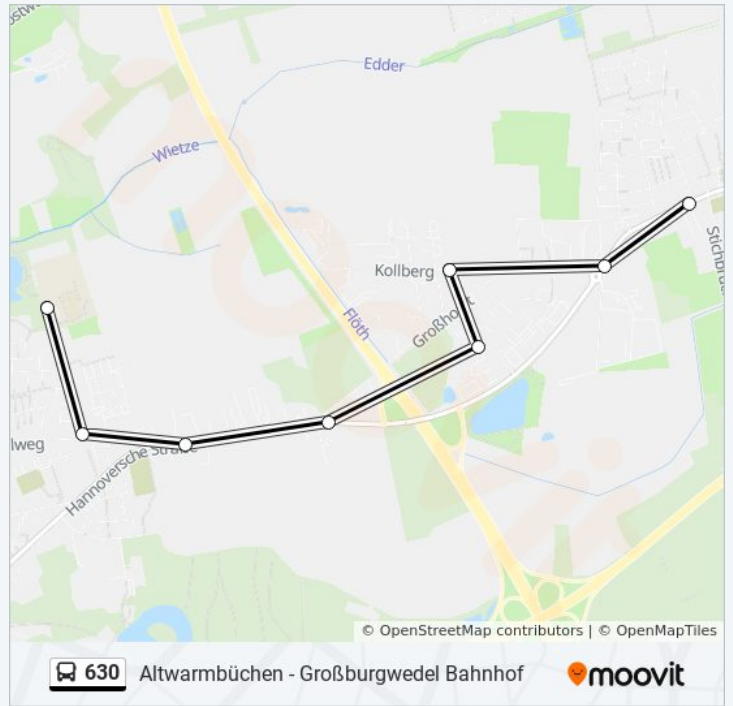 Edder
Wietze
Kollberg
Großhorst
Flöth
lweg
Hannoversche Straße
© OpenStreetMap contributors | © OpenMapTiles
630 Altwarmbüchen - Großburgwedel Bahnhof
moovit